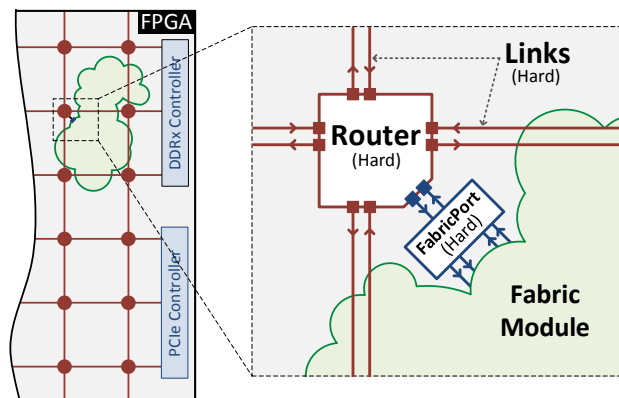 FPGA
DDRx Controller
PCIe Controller
Links
(Hard)
Router
(Hard)
FabricPort
(Hard)
Fabric
Module